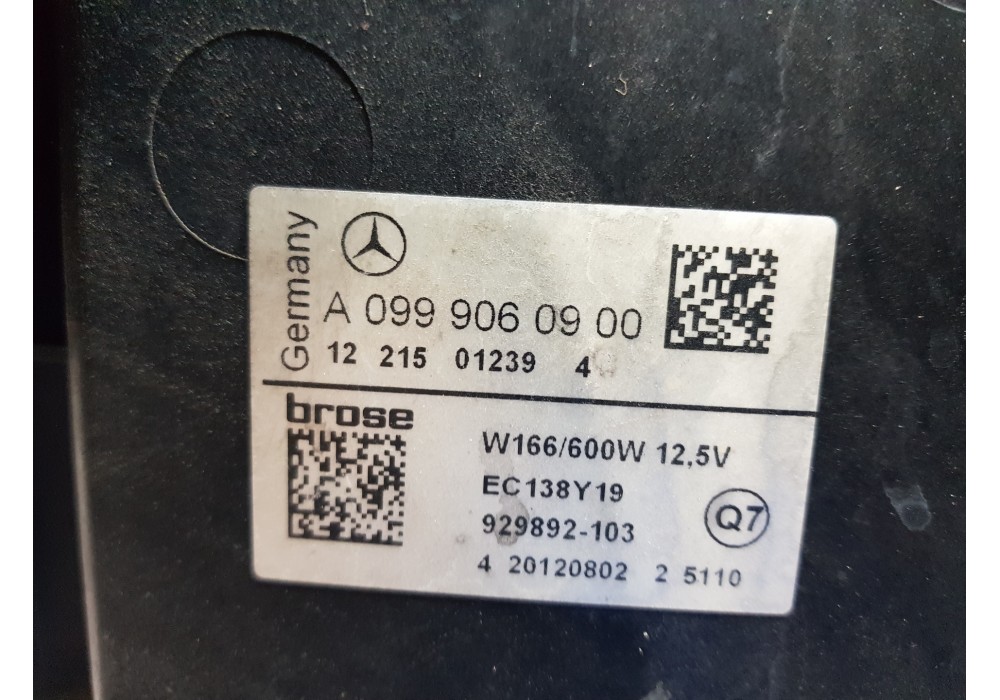 Germany
A 099 906 09 00
12 215 01239 4
brose
W166/600W 12,5V
EC138Y19
929892-103
Q7
4 20120802 2 5110